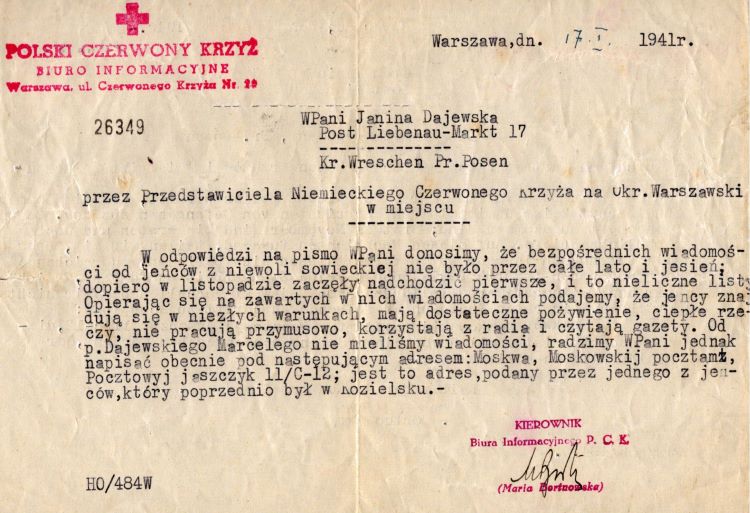 POLSKI CZERWONY KRZYŻ
BIURO INFORMACYJNE
Warszawa, ul. Czerwonego Krzyża Nr. 20
Warszawa,dn. 17.I. 1941r.
26349
WPani Janina Dajewska
Post Liebenau-Markt 17
Kr.Wreschen Pr.Posen
przez Przedstawiciela Niemieckiego Czerwonego Krzyża na Okr.Warszawski
w miejscu
W odpowiedzi na pismo WPani donosimy, że bezpośrednich wiadomoś-
ci od jeńców z niewoli sowieckiej nie było przez całe lato i jesień;
dopiero w listopadzie zaczęły nadchodzić pierwsze, i to nieliczne listy
Opierając się na zawartych w nich wiadomościach podajemy, że jeńcy znaj
dują się w niezłych warunkach, mają dostateczne pożywienie, ciepłe rze-
czy, nie pracują przymusowo, korzystają z radia i czytają gazety. Od
p.Dajewskiego Marcelego nie mieliśmy wiadomości, radzimy WPani jednak
napisać obecnie pod następującym adresem:Moskwa, Moskowskij pocztamż,
Pocztowyj jaszczyk 11/C-12; jest to adres,podany przez jednego z jeń-
ców,który poprzednio był w Kozielsku.-
KIEROWNIK
Biura Informacyjnego P. C. K.
(Maria Bortnowska)
HO/484W